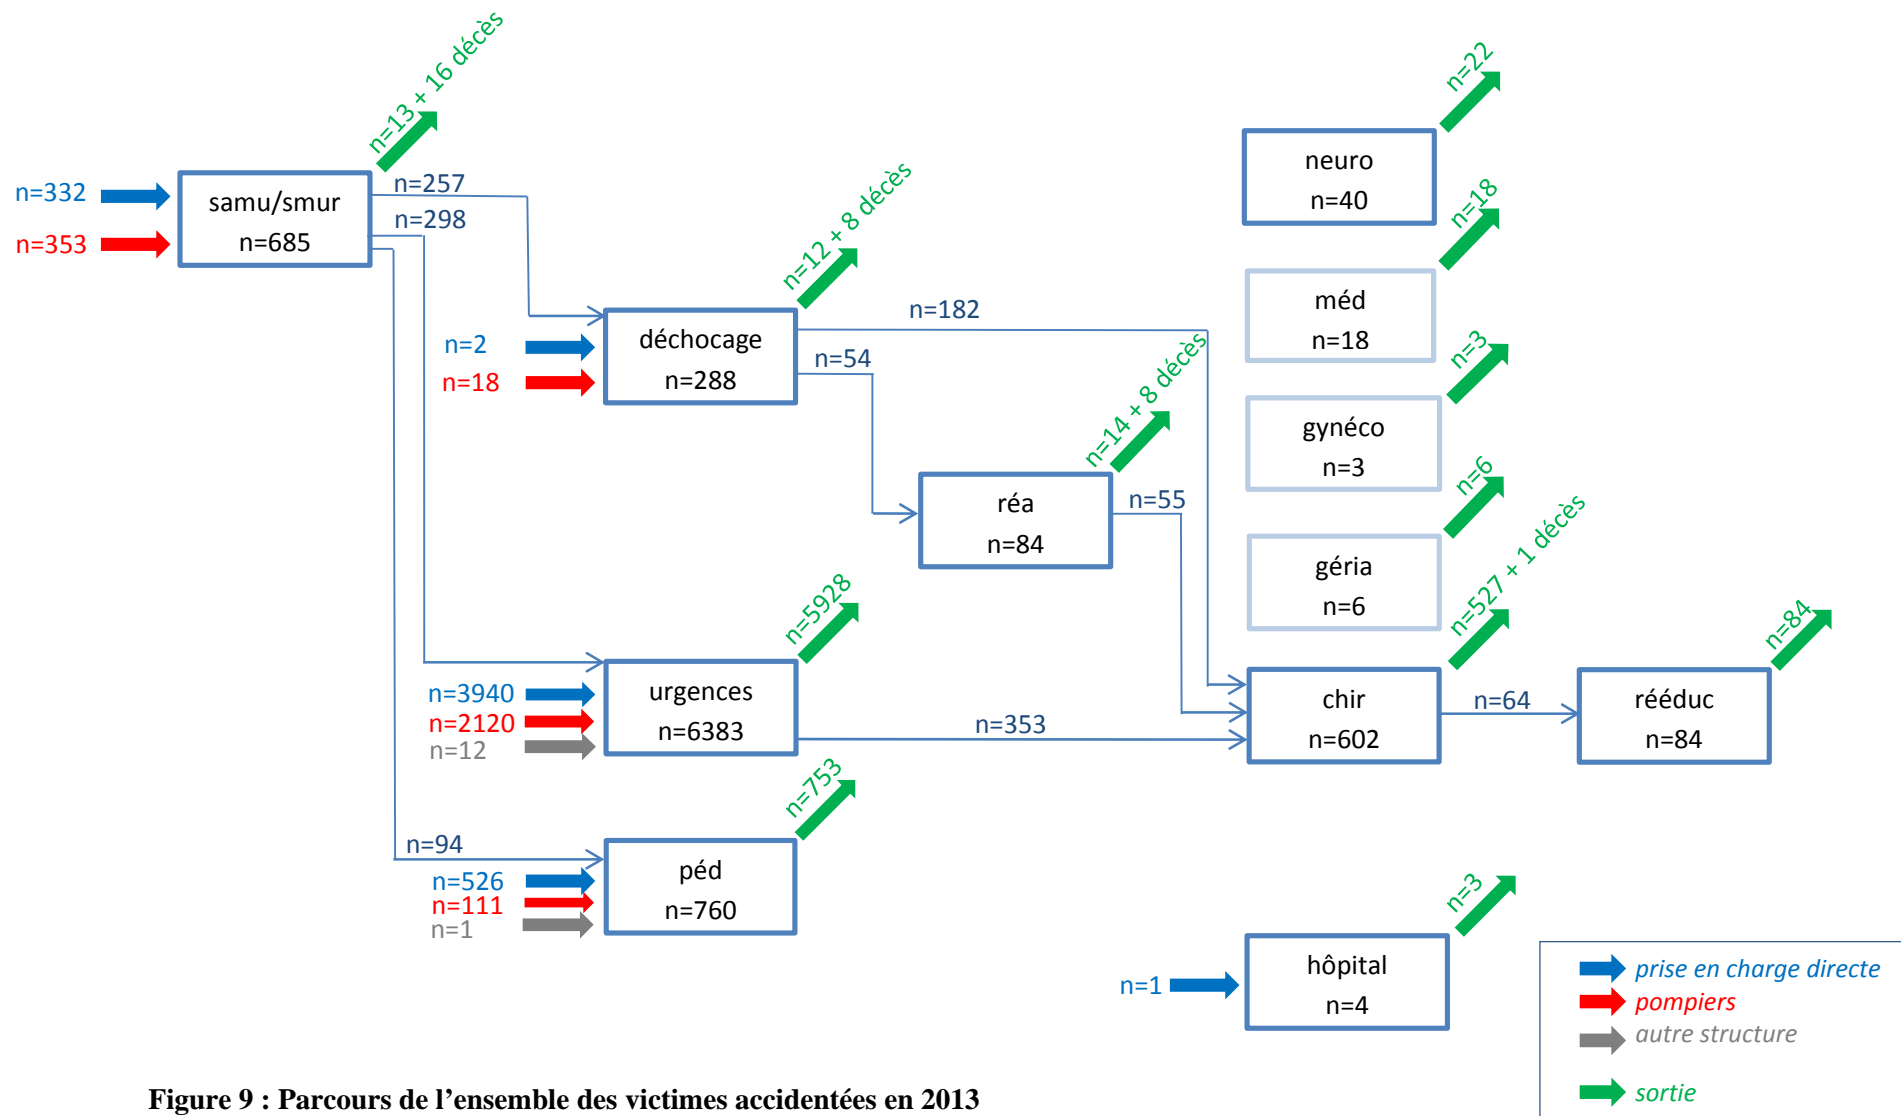 n=332
n=353
samu/smur
n=685
n=13 + 16 décès
n=257
n=298
n=94
n=2
n=18
déchocage
n=288
n=12 + 8 décès
n=182
n=54
réa
n=84
n=14 + 8 décès
n=55
n=3940
n=2120
n=12
urgences
n=6383
n=5928
n=353
n=526
n=111
n=1
péd
n=760
n=753
neuro
n=40
n=22
méd
n=18
n=18
gynéco
n=3
n=3
géria
n=6
n=6
chir
n=602
n=527 + 1 décès
n=64
rééduc
n=84
n=84
n=1
hôpital
n=4
n=3
prise en charge directe
pompiers
autre structure
sortie
Figure 9 : Parcours de l’ensemble des victimes accidentées en 2013